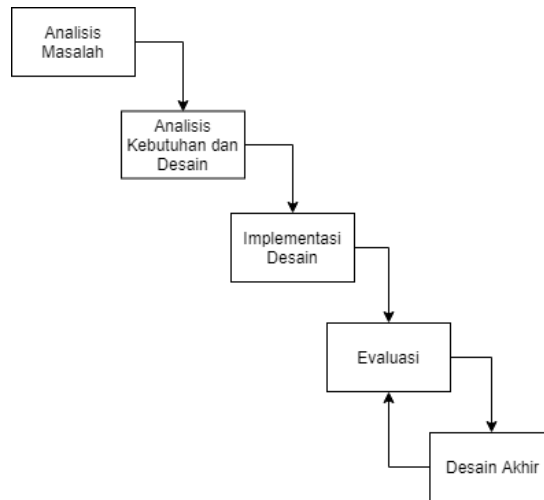 Analisis
Masalah
Analisis
Kebutuhan dan
Desain
Implementasi
Desain
Evaluasi
Desain Akhir